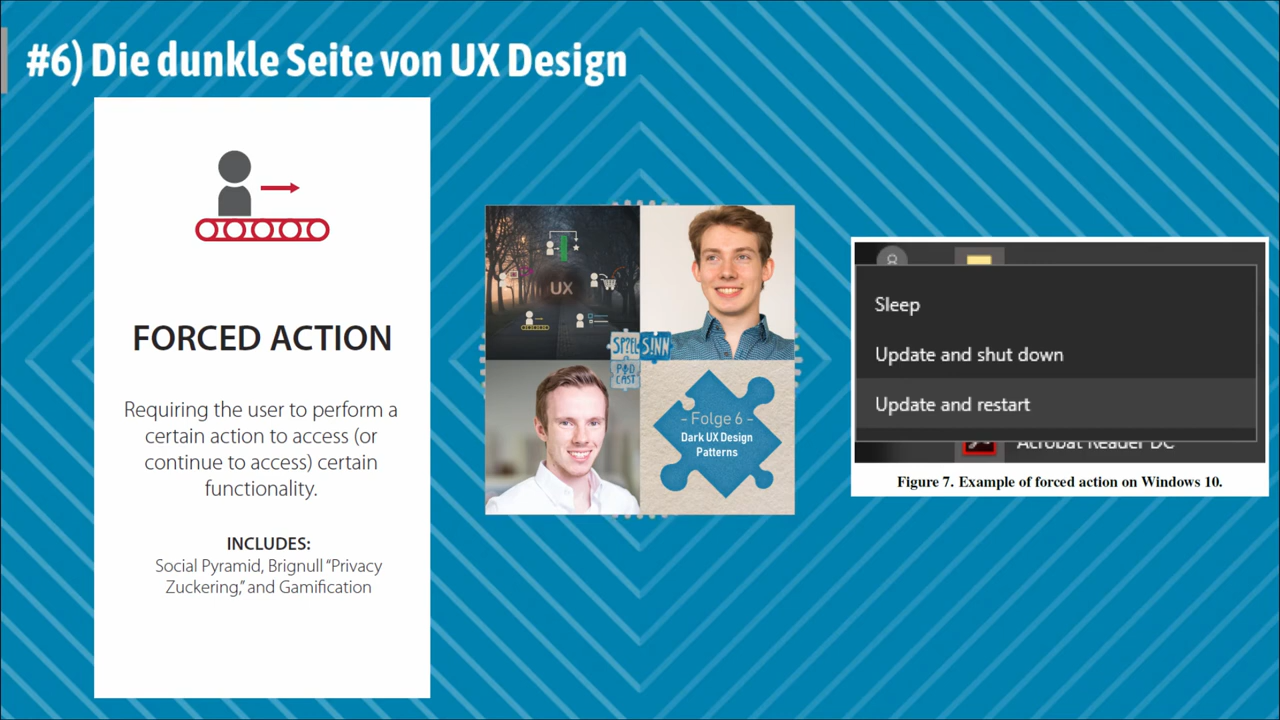 #6) Die dunkle Seite von UX Design
FORCED ACTION
Requiring the user to perform a
certain action to access (or
continue to access) certain
functionality.
INCLUDES:
Social Pyramid, Brignull “Privacy
Zuckering,” and Gamification
UX
SP?EL
S!NN
POD
CAST
- Folge 6 -
Dark UX Design
Patterns
Sleep
Update and shut down
Update and restart
Acrobat Reader DC
Figure 7. Example of forced action on Windows 10.